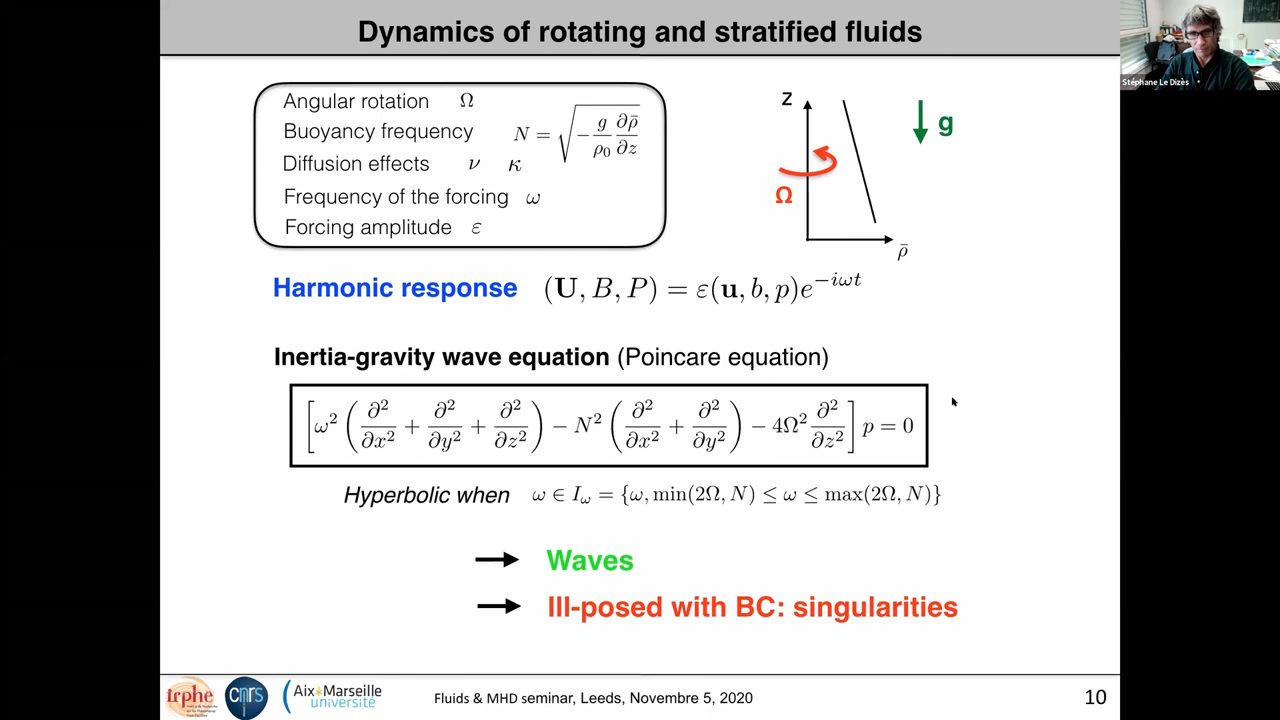 Dynamics of rotating and stratified fluids
Stéphane Le Dizès
Angular rotation Ω
Buoyancy frequency N = √(−(g/ρ₀)(∂ρ̄/∂z))
Diffusion effects ν κ
Frequency of the forcing ω
Forcing amplitude ε
z
g
Ω
ρ̄
Harmonic response (U, B, P) = ε(u, b, p)e^{−iωt}
Inertia-gravity wave equation (Poincare equation)
[ω²(∂²/∂x² + ∂²/∂y² + ∂²/∂z²) − N²(∂²/∂x² + ∂²/∂y²) − 4Ω² ∂²/∂z²] p = 0
Hyperbolic when ω ∈ I_ω = {ω, min(2Ω, N) ≤ ω ≤ max(2Ω, N)}
→ Waves
→ Ill-posed with BC: singularities
irphe
cnrs
Aix*Marseille
université
Fluids & MHD seminar, Leeds, Novembre 5, 2020
10